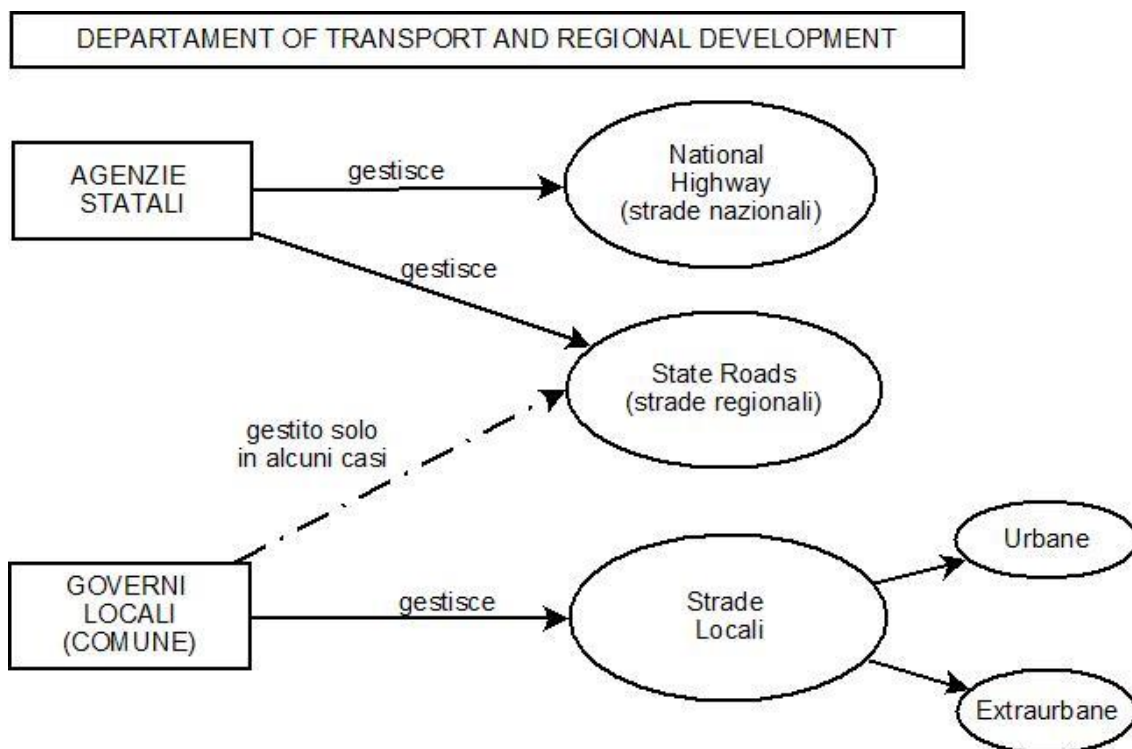 DEPARTAMENT OF TRANSPORT AND REGIONAL DEVELOPMENT
AGENZIE
STATALI
gestisce
National
Highway
(strade nazionali)
gestisce
State Roads
(strade regionali)
gestito solo
in alcuni casi
GOVERNI
LOCALI
(COMUNE)
gestisce
Strade
Locali
Urbane
Extraurbane